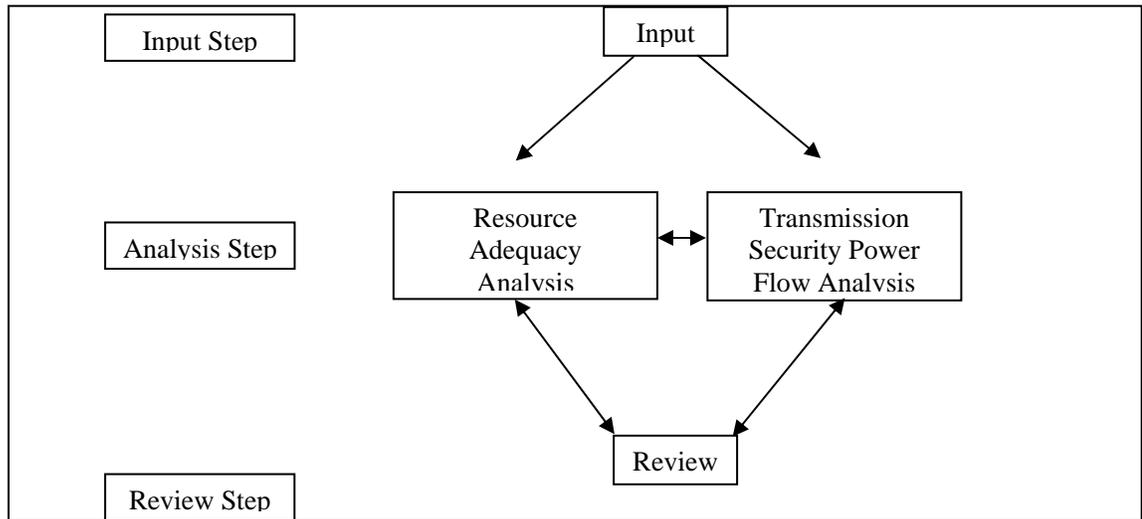 Input Step
Input
Resource
Adequacy
Analysis
Transmission
Security Power
Flow Analysis
Analysis Step
Review
Review Step